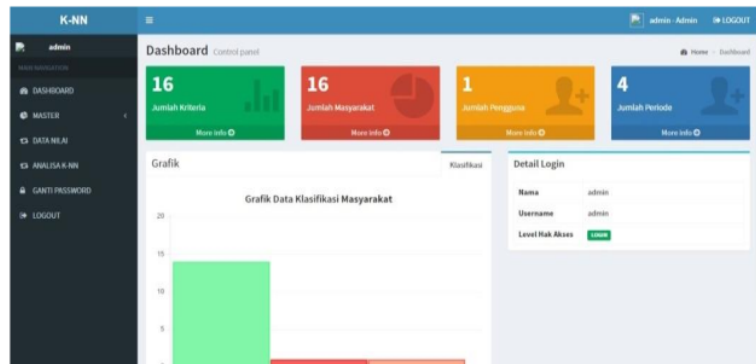 K-NN
admin - Admin LOGOUT
admin
MAIN NAVIGATION
DASHBOARD
MASTER
DATA NILAI
ANALISA K-NN
GANTI PASSWORD
LOGOUT
Dashboard Control panel
Home > Dashboard
16
Jumlah Kriteria
More info
16
Jumlah Masyarakat
More info
1
Jumlah Pengguna
More info
4
Jumlah Periode
More info
Grafik
Klasifikasi
Grafik Data Klasifikasi Masyarakat
20
15
10
5
Detail Login
Nama admin
Username admin
Level Hak Akses LOGIN